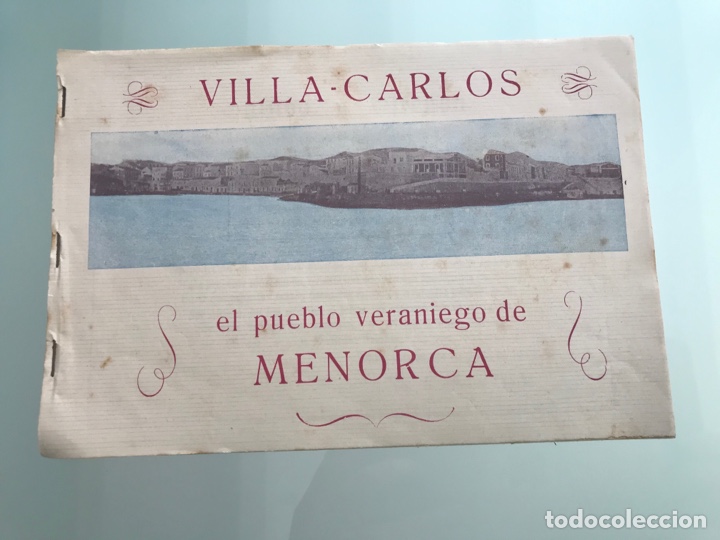 VILLA-CARLOS
el pueblo veraniego de
MENORCA
todocoleccion